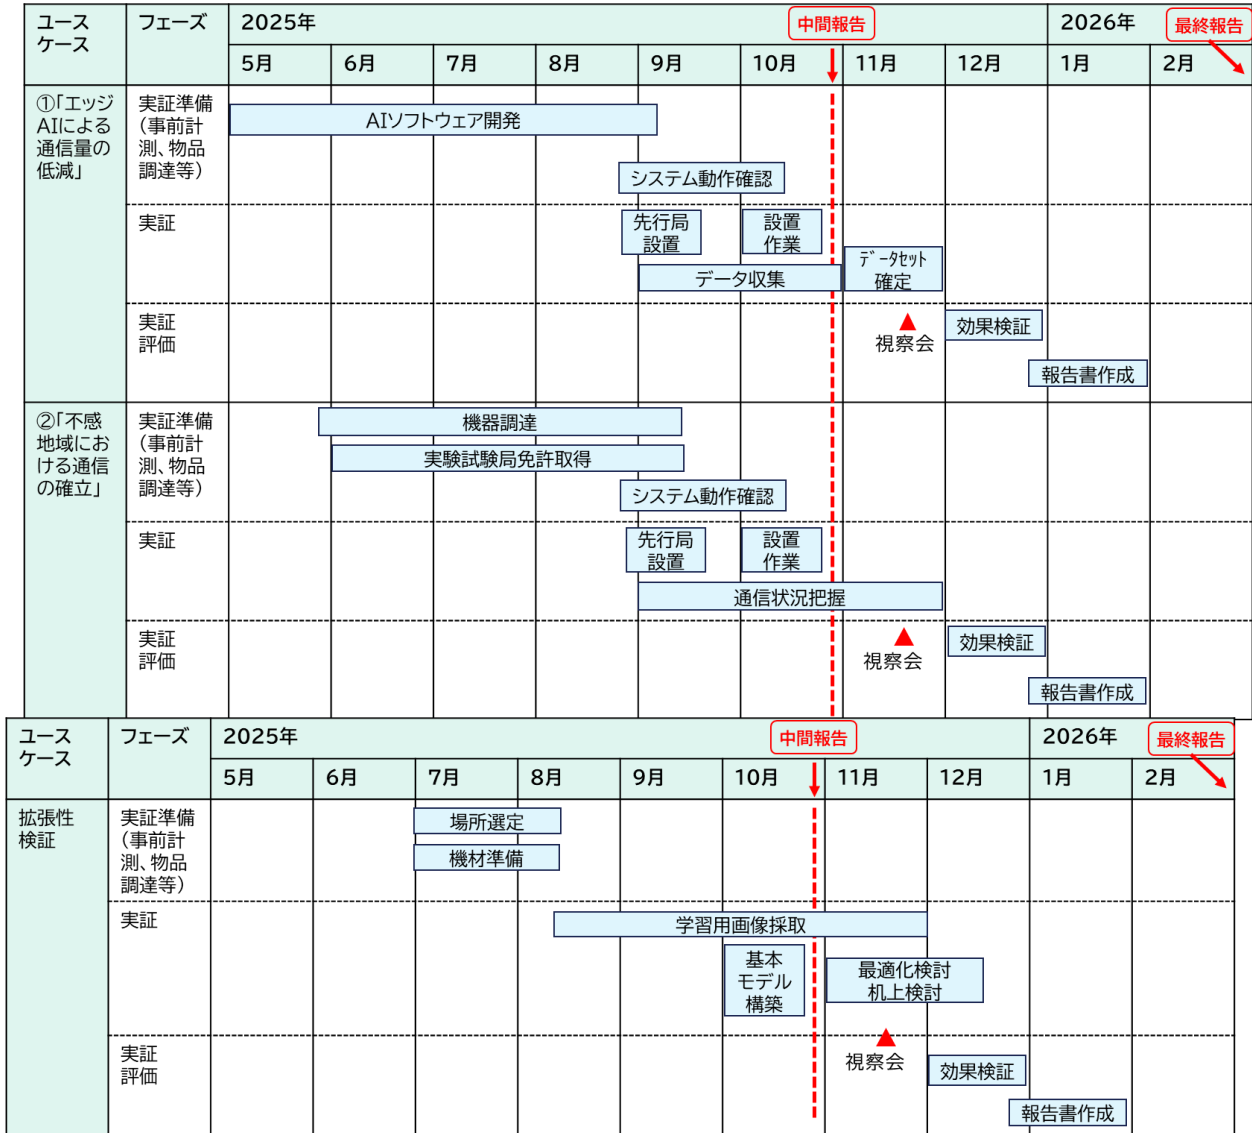 ユース
ケース
フェーズ
2025年
中間報告
2026年
最終報告
5月
6月
7月
8月
9月
10月
11月
12月
1月
2月
①「エッジ
AIによる
通信量の
低減」
実証準備
(事前計
測、物品
調達等)
AIソフトウェア開発
システム動作確認
実証
先行局
設置
設置
作業
データ収集
データセット
確定
実証
評価
視察会
効果検証
報告書作成
②「不感
地域にお
ける通信
の確立」
実証準備
(事前計
測、物品
調達等)
機器調達
実験試験局免許取得
システム動作確認
実証
先行局
設置
設置
作業
通信状況把握
実証
評価
視察会
効果検証
報告書作成
ユース
ケース
フェーズ
2025年
中間報告
2026年
最終報告
5月
6月
7月
8月
9月
10月
11月
12月
1月
2月
拡張性
検証
実証準備
(事前計
測、物品
調達等)
場所選定
機材準備
実証
学習用画像採取
基本
モデル
構築
最適化検討
机上検討
実証
評価
視察会
効果検証
報告書作成